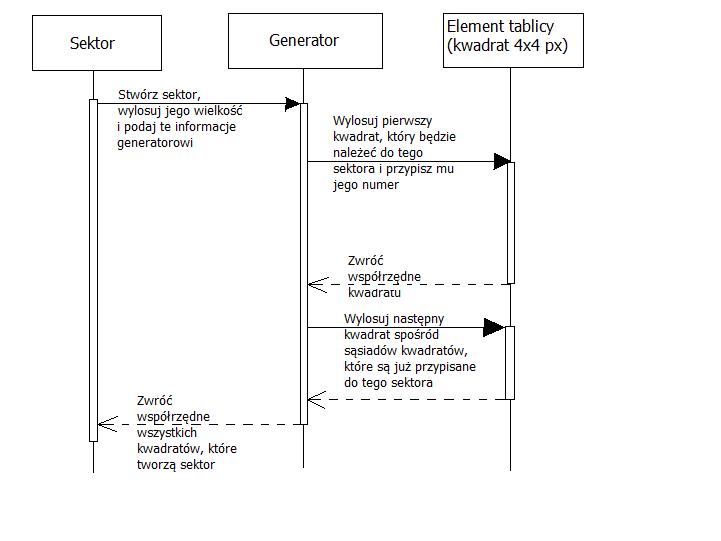 Sektor
Generator
Element tablicy
(kwadrat 4x4 px)
Stwórz sektor,
wylosuj jego wielkość
i podaj te informacje
generatorowi
Wylosuj pierwszy
kwadrat, który będzie
należeć do tego
sektora i przypisz mu
jego numer
Zwróć
współrzędne
kwadratu
Wylosuj następny
kwadrat spośród
sąsiadów kwadratów,
które są już przypisane
do tego sektora
Zwróć
współrzędne
wszystkich
kwadratów, które
tworzą sektor